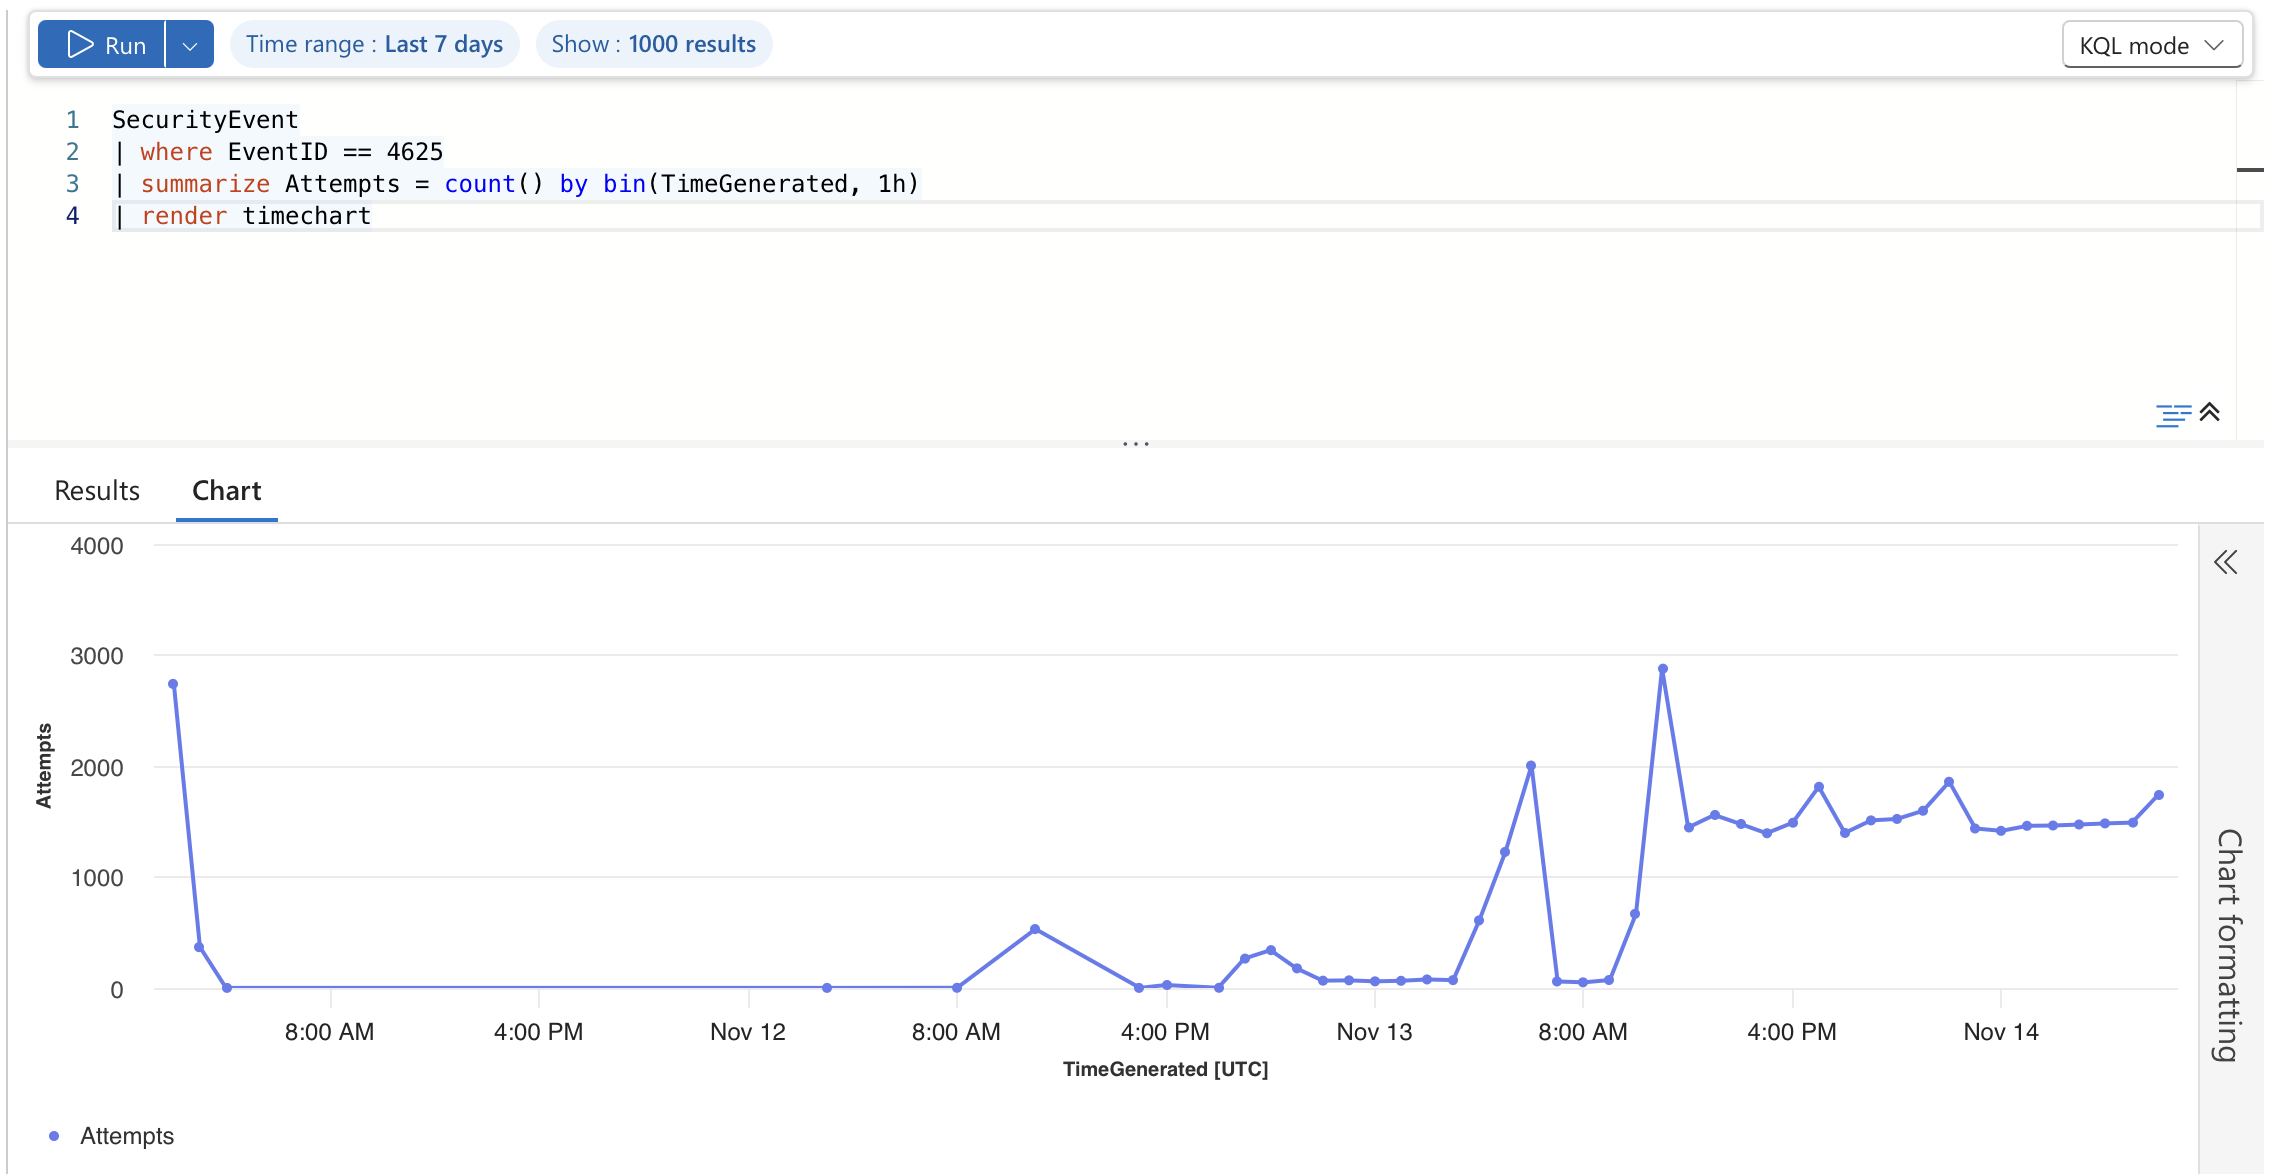 Run Time range : Last 7 days Show : 1000 results KQL mode
1 SecurityEvent
2 | where EventID == 4625
3 | summarize Attempts = count() by bin(TimeGenerated, 1h)
4 | render timechart
...
Results Chart
4000
3000
2000
1000
0
Attempts
8:00 AM 4:00 PM Nov 12 8:00 AM 4:00 PM Nov 13 8:00 AM 4:00 PM Nov 14
TimeGenerated [UTC]
Attempts
Chart formatting